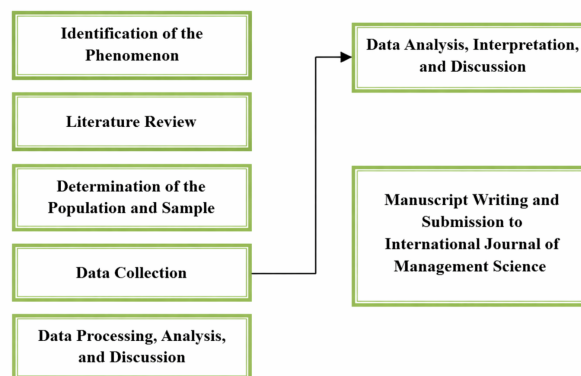 Identification of the
Phenomenon
Literature Review
Determination of the
Population and Sample
Data Collection
Data Processing, Analysis,
and Discussion
Data Analysis, Interpretation,
and Discussion
Manuscript Writing and
Submission to
International Journal of
Management Science